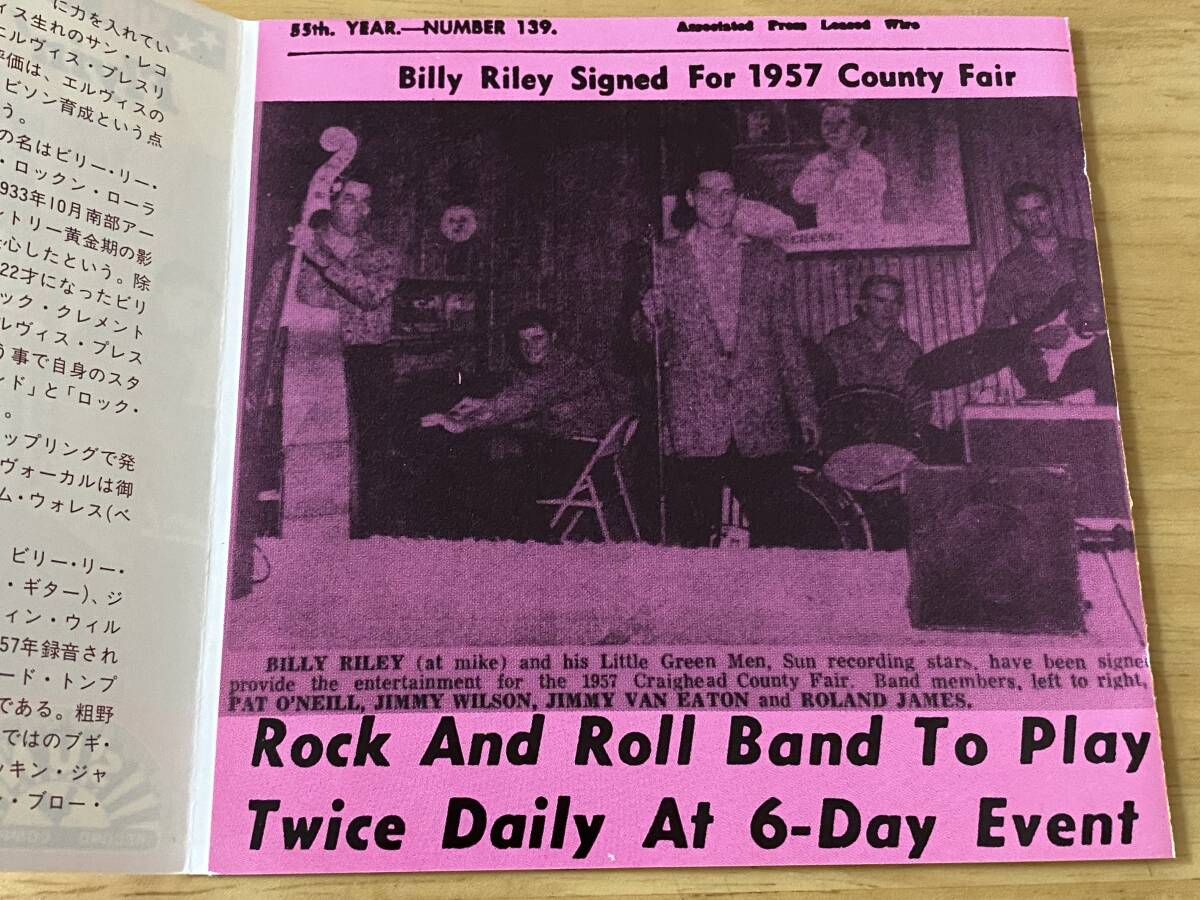 に力を入れてい
ィス生れのサン・レコ
エルヴィス・プレスリ
評価は、エルヴィスの
ビソン育成という点
う。
の名はビリー・リー・
・ロックン・ローラ
933年10月南部アー
ントリー黄金期の影
心したという。除
22才になったビリ
ック・クレメント
ルヴィス・プレス
う事で自身のスタ
ンド」と「ロック・
。
ップリングで発
ヴォーカルは御
ム・ウォレス(ベ
ビリー・リー・
・ギター)、ジ
ィン・ウィル
57年録音され
ード・トンプ
である。粗野
ではのブギ・
ッキン・ジャ
・ブロー・
55th. YEAR.—NUMBER 139. Associated Press Leased Wire
Billy Riley Signed For 1957 County Fair
BILLY RILEY (at mike) and his Little Green Men, Sun recording stars, have been signe
provide the entertainment for the 1957 Craighead County Fair. Band members, left to right,
PAT O'NEILL, JIMMY WILSON, JIMMY VAN EATON and ROLAND JAMES.
Rock And Roll Band To Play
Twice Daily At 6-Day Event